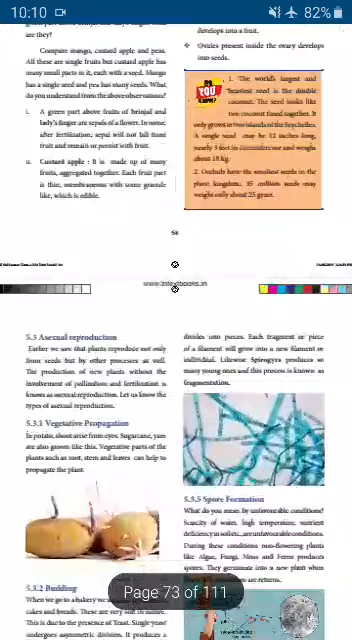 10:10
82%
are they?
Compare mango, custard apple and peas.
All these are single fruits but custard apple has
many small parts in it, each with a seed. Mango
has a single seed and pea has many seeds. What
do you understand from the above observations?
i. A green part above fruits of brinjal and
lady's finger are sepals of a flower. In some,
after fertilization, sepal will not fall from
fruit and remain or persist with fruit.
ii. Custard apple : It is made up of many
fruits, aggregated together. Each fruit part
is thin, membranous with some granule
like, which is edible.
develops into a fruit.
❖ Ovules present inside the ovary develop
into seeds.
DO YOU KNOW?
1. The world's largest and
heaviest seed is the double
coconut. The seed looks like
two coconut fused together. It
only grows in two islands of the Seychelles.
A single seed may be 12 inches long,
nearly 3 feet in circumference and weight
about 18 kg.
2. Orchids have the smallest seeds in the
plant kingdom. 35 million seeds may
weigh only about 25 gram.
www.tntextbooks.in
5.3 Asexual reproduction
Earlier we saw that plants reproduce not only
from seeds but by other processes as well.
The production of new plants without the
involvement of pollination and fertilization is
known as asexual reproduction. Let us know the
types of asexual reproduction.
5.3.1 Vegetative Propagation
In potato, shoot arise from eyes. Sugarcane, yam
are also grown like this. Vegetative parts of the
plants such as root, stem and leaves can help to
propagate the plant
5.3.2 Budding
When we go to a bakery we
cakes and breads. These are very soft in nature.
This is due to the presence of Yeast. Single yeast
undergoes asymmetric division. It produces a
divides into pieces. Each fragment or piece
of a filament will grow into a new filament or
individual. Likewise Spirogyra produces so
many young ones and this process is known as
fragmentation.
5.3.3 Spore Formation
What do you mean by unfavourable conditions?
Scarcity of water, high temperature, nutrient
deficiency in soil etc., are unfavourable conditions.
During these conditions non-flowering plants
like Algae, Fungi, Moss and Ferns produces
spores. They germinate into a new plant when
conditions are returns.
Page 73 of 111